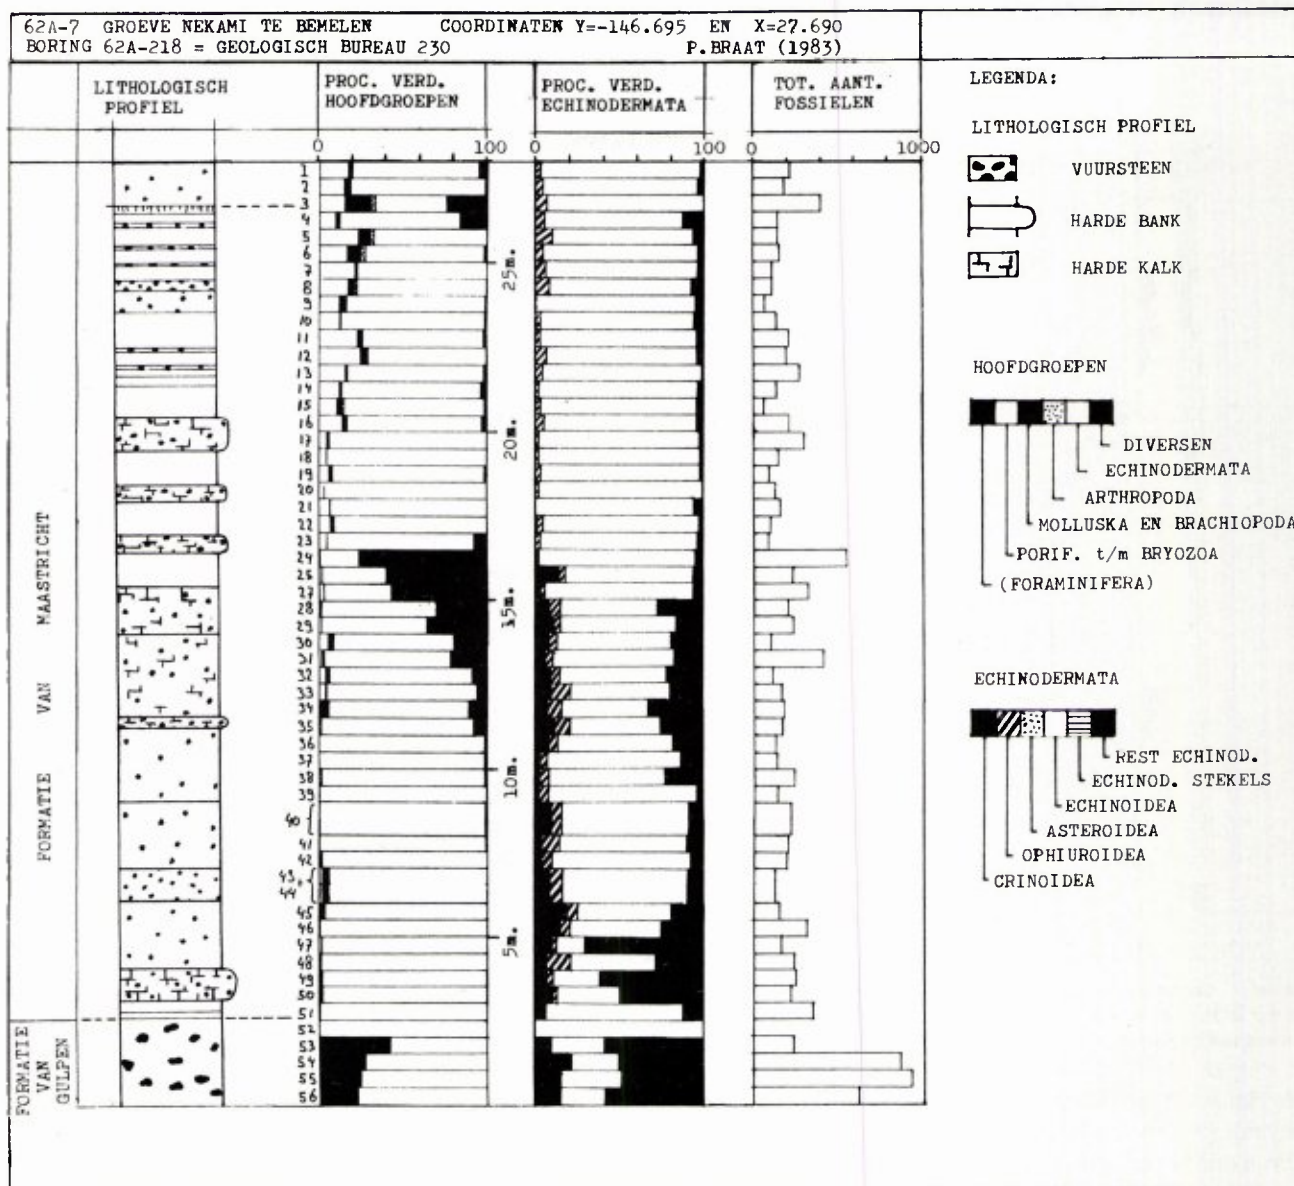 62A-7 GROEVE NEKAMI TE BEMELEN COORDINATEN Y=-146.695 EN X=27.690
BORING 62A-218 = GEOLOGISCH BUREAU 230 P.BRAAT (1983)
LITHOLOGISCH
PROFIEL
PROC. VERD.
HOOFDGROEPEN
PROC. VERD.
ECHINODERMATA
TOT. AANT.
FOSSIELEN
0 100 0 100 0 1000
1
2
3
4
5
6
7
8
9
10
11
12
13
14
15
16
17
18
19
20
21
22
23
24
25
27
28
29
30
31
32
33
34
35
36
37
38
39
40
41
42
43
44
45
46
47
48
49
50
51
52
53
54
55
56
25m.
20m.
15m.
10m.
5m.
FORMATIE VAN MAASTRICHT
FORMATIE
VAN
GULPEN
LEGENDA:
LITHOLOGISCH PROFIEL
VUURSTEEN
HARDE BANK
HARDE KALK
HOOFDGROEPEN
DIVERSEN
ECHINODERMATA
ARTHROPODA
MOLLUSKA EN BRACHIOPODA
PORIF. t/m BRYOZOA
(FORAMINIFERA)
ECHINODERMATA
REST ECHINOD.
ECHINOD. STEKELS
ECHINOIDEA
ASTEROIDEA
OPHIUROIDEA
CRINOIDEA